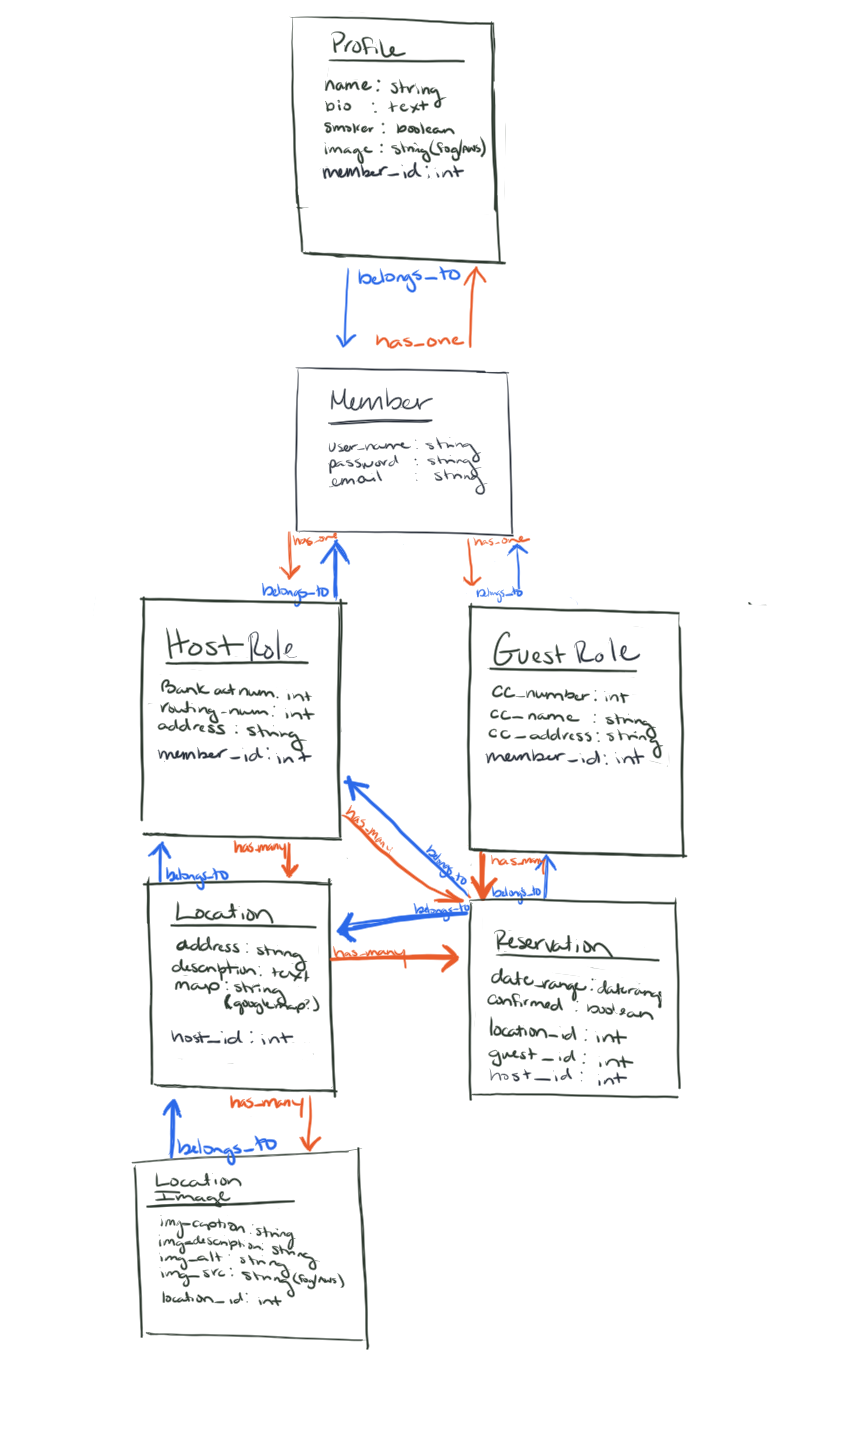 Profile
name: string
bio : text
smoker: boolean
image: string (fog/aws)
member_id: int
belongs_to
has_one
Member
user_name: string
password : string
email : string
has_one
belongs_to
has_one
belongs_to
Host Role
Bank act num: int
routing_num: int
address: string
member_id: int
Guest Role
cc_number: int
cc_name : string
cc_address: string
member_id: int
has_many
belongs_to
has_many
belongs_to
has_many
belongs_to
belongs_to
has_many
Location
address: string
description: text
map: string
(google map?)
host_id: int
Reservation
date_range: daterang
confirmed: boolean
location_id: int
guest_id: int
host_id: int
has_many
belongs_to
Location
Image
img_caption: string
img_description: string
img_alt: string
img_src: string (fog/aws)
location_id: int